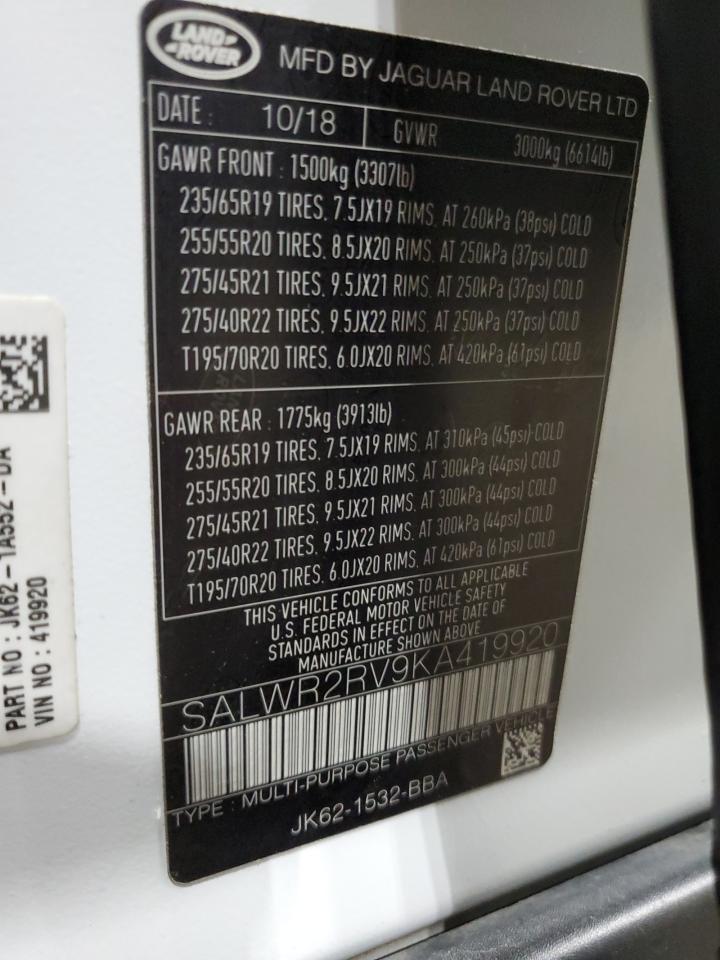 LAND
ROVER
MFD BY JAGUAR LAND ROVER LTD
DATE : 10/18 GVWR 3000kg (6614lb)
GAWR FRONT : 1500kg (3307lb)
235/65R19 TIRES, 7.5JX19 RIMS, AT 260kPa (38psi) COLD
255/55R20 TIRES, 8.5JX20 RIMS, AT 250kPa (37psi) COLD
275/45R21 TIRES, 9.5JX21 RIMS, AT 250kPa (37psi) COLD
275/40R22 TIRES, 9.5JX22 RIMS, AT 250kPa (37psi) COLD
T195/70R20 TIRES, 6.0JX20 RIMS, AT 420kPa (61psi) COLD
GAWR REAR : 1775kg (3913lb)
235/65R19 TIRES, 7.5JX19 RIMS, AT 310kPa (45psi) COLD
255/55R20 TIRES, 8.5JX20 RIMS, AT 300kPa (44psi) COLD
275/45R21 TIRES, 9.5JX21 RIMS, AT 300kPa (44psi) COLD
275/40R22 TIRES, 9.5JX22 RIMS, AT 300kPa (44psi) COLD
T195/70R20 TIRES, 6.0JX20 RIMS, AT 420kPa (61psi) COLD
THIS VEHICLE CONFORMS TO ALL APPLICABLE
U.S. FEDERAL MOTOR VEHICLE SAFETY
STANDARDS IN EFFECT ON THE DATE OF
MANUFACTURE SHOWN ABOVE
SALWR2RV9KA419920
TYPE : MULTI-PURPOSE PASSENGER VEHICLE
JK62-1532-BBA
PART NO : JK62-1A552-DA
VIN NO : 419920